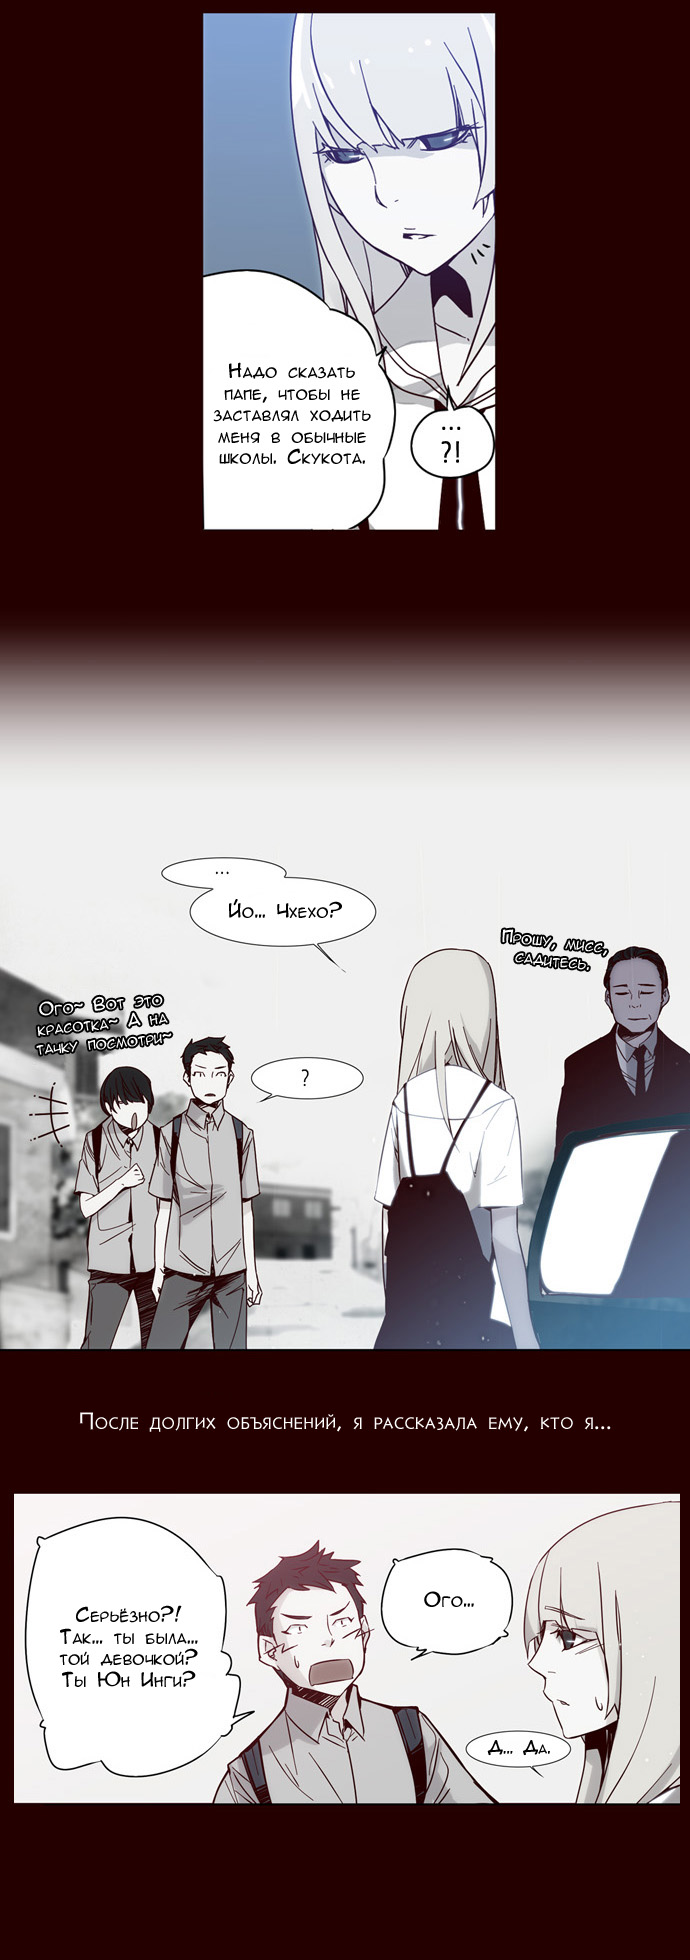 Надо сказать
папе, чтобы не
заставлял ходить
меня в обычные
школы. Скукота.
...
?!
...
Йо... Чхехо?
Прошу, мисс,
садитесь.
Ого~ Вот это
красотка~ А на
тачку посмотри~
?
После долгих объяснений, я рассказала ему, кто я...
Серьёзно?!
Так... ты была...
той девочкой?
Ты Юн Инги?
Ого...
Д... Да.